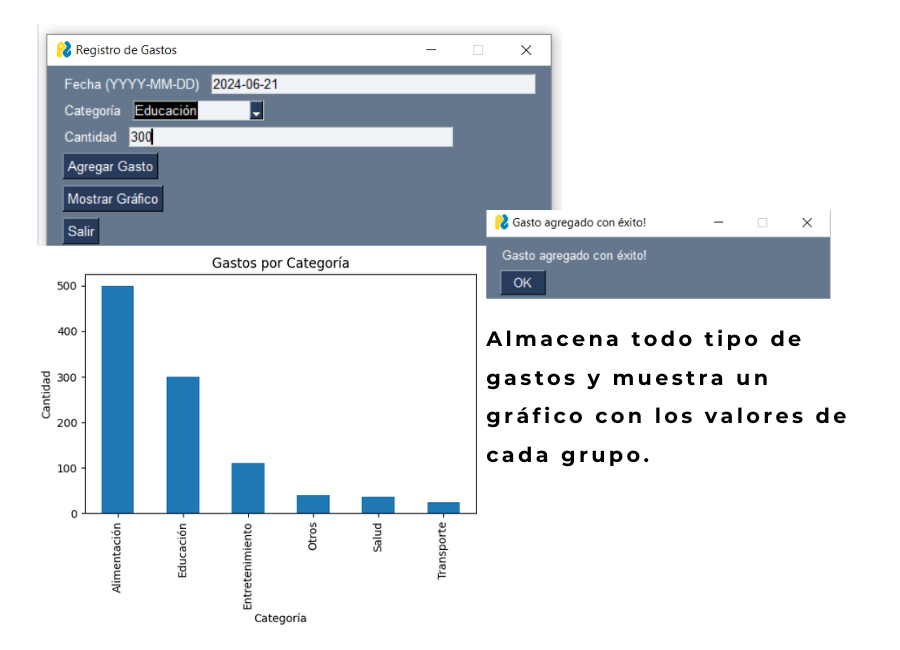 Registro de Gastos
Fecha (YYYY-MM-DD) 2024-06-21
Categoría Educación
Cantidad 300
Agregar Gasto
Mostrar Gráfico
Salir
Gasto agregado con éxito!
Gasto agregado con éxito!
OK
Gastos por Categoría
Cantidad
500
400
300
200
100
0
Alimentación
Educación
Entretenimiento
Otros
Salud
Transporte
Categoría
Almacena todo tipo de
gastos y muestra un
gráfico con los valores de
cada grupo.